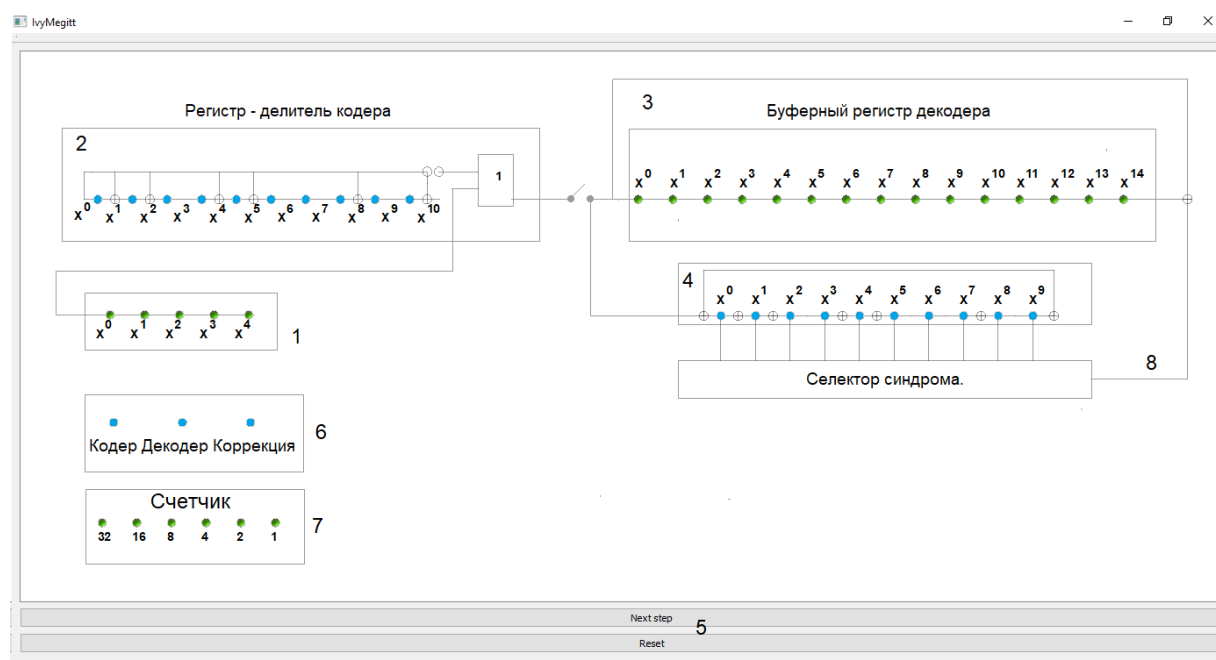 IvyMegitt
Регистр - делитель кодера
3
Буферный регистр декодера
2
1
x⁰ x¹ x² x³ x⁴ x⁵ x⁶ x⁷ x⁸ x⁹ x¹⁰ x¹¹ x¹² x¹³ x¹⁴
x⁰ x¹ x² x³ x⁴ x⁵ x⁶ x⁷ x⁸ x⁹ x¹⁰
4
x⁰ x¹ x² x³ x⁴ x⁵ x⁶ x⁷ x⁸ x⁹
x⁰ x¹ x² x³ x⁴
1
Селектор синдрома.
8
Кодер Декодер Коррекция
6
Счетчик
32 16 8 4 2 1
7
Next step
5
Reset